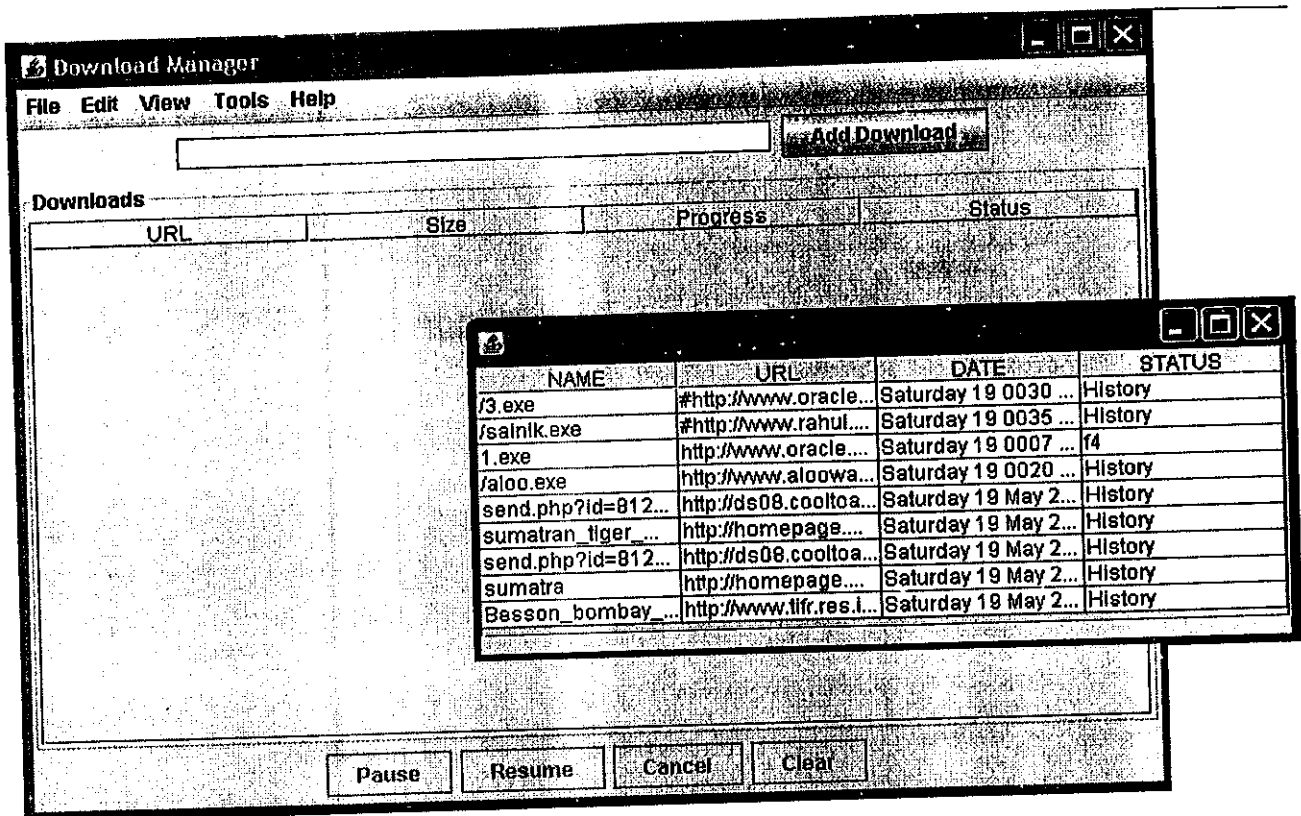 Download Manager
File Edit View Tools Help
Add Download
Downloads
URL Size Progress Status
NAME URL DATE STATUS
/3.exe #http://www.oracle... Saturday 19 0030 ... History
/sainik.exe #http://www.rahul.... Saturday 19 0035 ... History
1.exe http://www.oracle.... Saturday 19 0007 ... f4
/aloo.exe http://www.aloowa... Saturday 19 0020 ... History
send.php?id=812... http://ds08.cooltoa... Saturday 19 May 2... History
sumatran_tiger_... http://homepage.... Saturday 19 May 2... History
send.php?id=812... http://ds08.cooltoa... Saturday 19 May 2... History
sumatra http://homepage.... Saturday 19 May 2... History
Besson_bombay_... http://www.tifr.res.i... Saturday 19 May 2... History
Pause Resume Cancel Clear